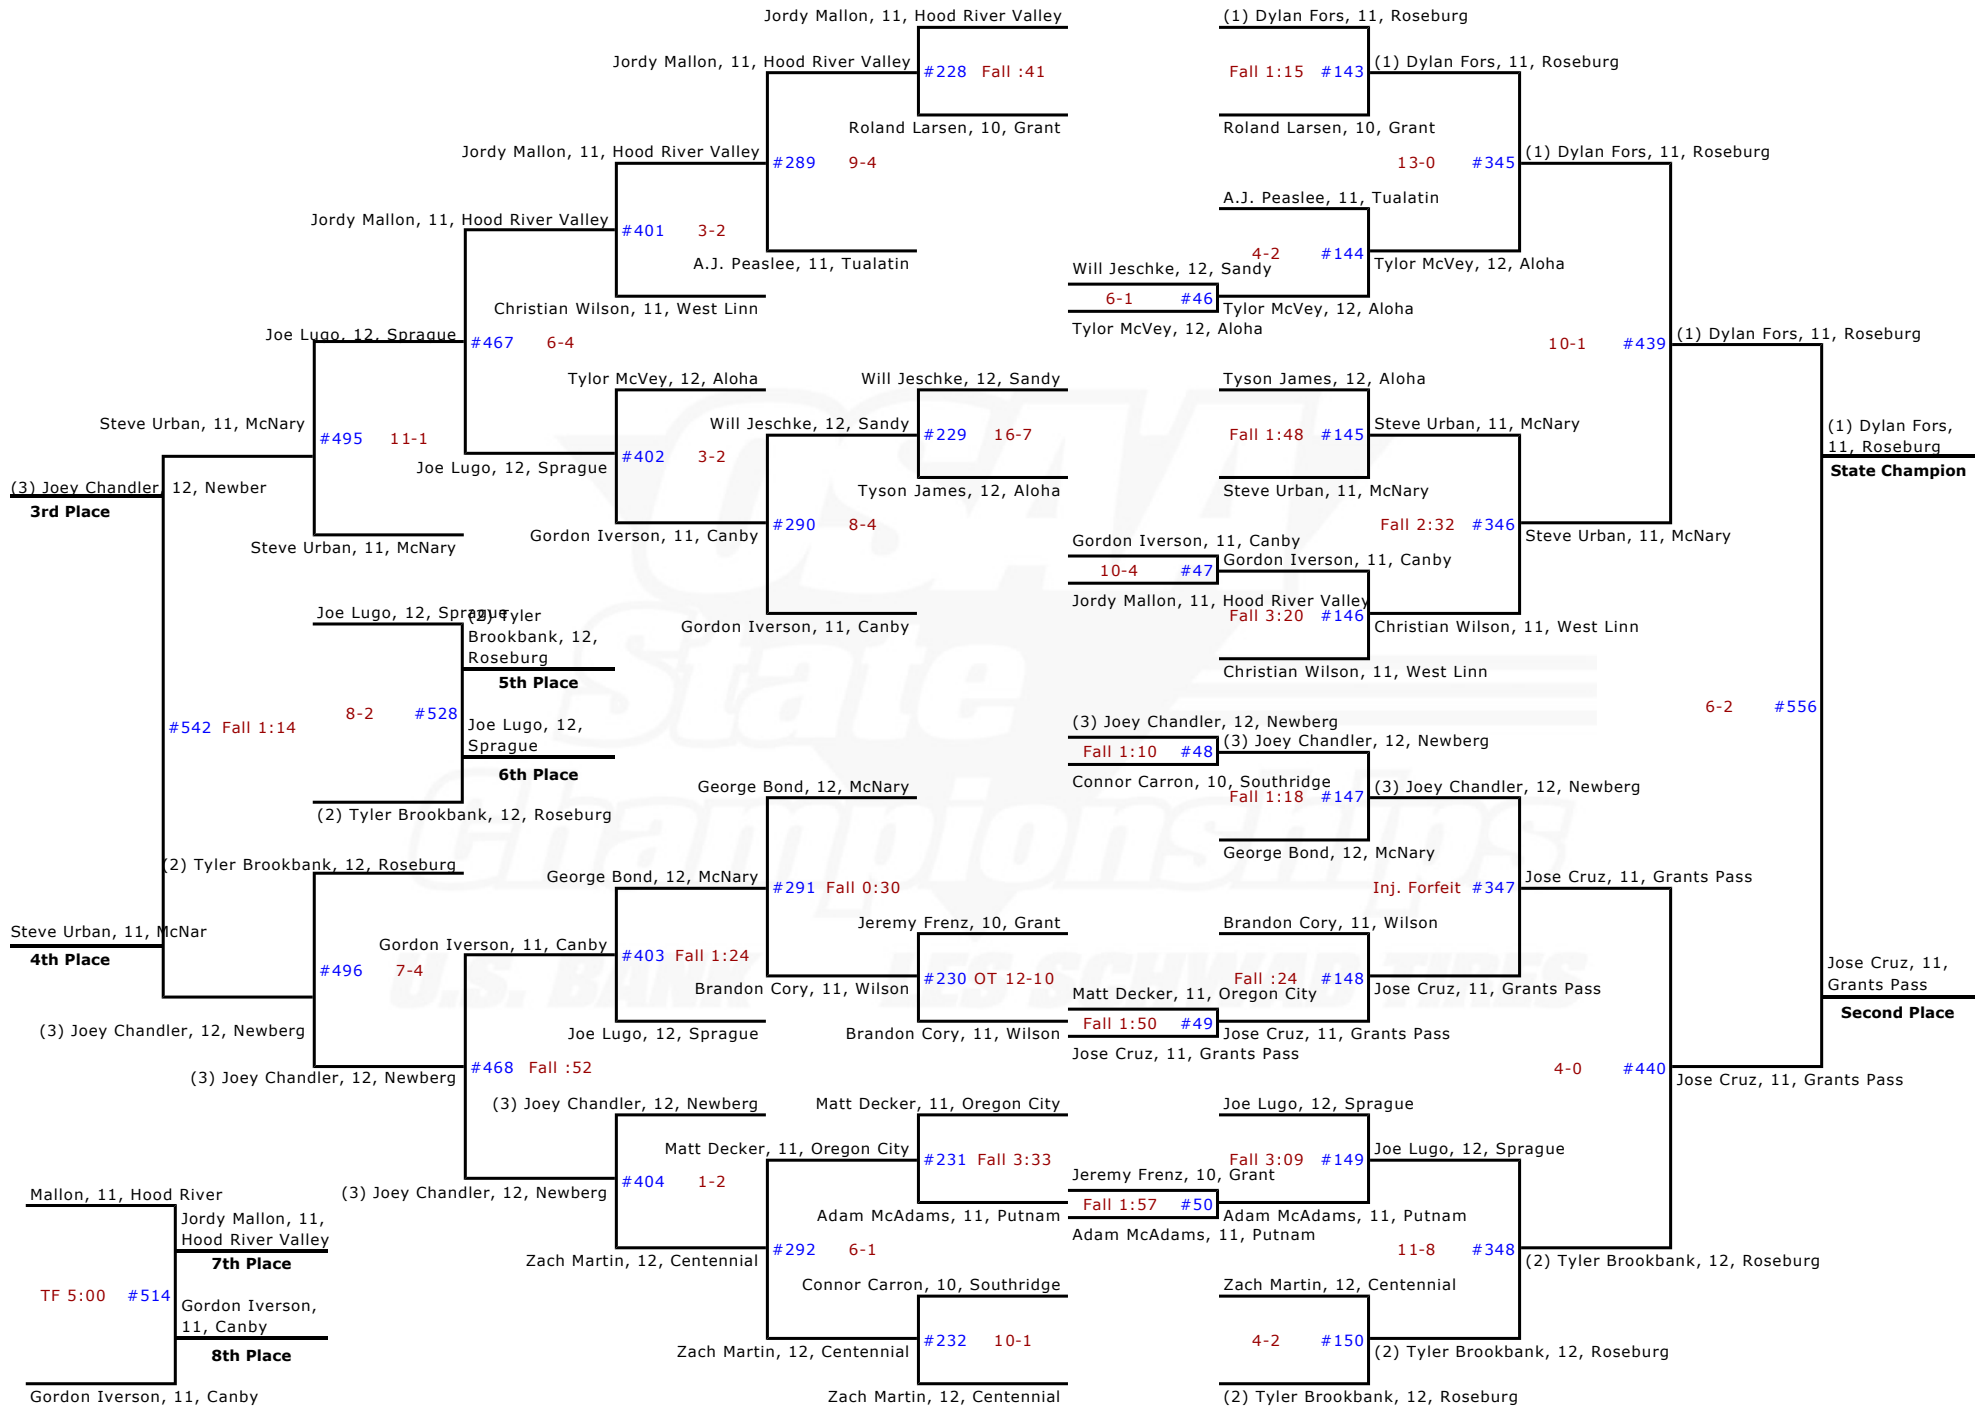 Jordy Mallon, 11, Hood River Valley
(1) Dylan Fors, 11, Roseburg
Jordy Mallon, 11, Hood River Valley
#228 Fall :41
Fall 1:15 #143
(1) Dylan Fors, 11, Roseburg
Roland Larsen, 10, Grant
Roland Larsen, 10, Grant
Jordy Mallon, 11, Hood River Valley
#289 9-4
13-0 #345
(1) Dylan Fors, 11, Roseburg
A.J. Peaslee, 11, Tualatin
Jordy Mallon, 11, Hood River Valley
#401 3-2
A.J. Peaslee, 11, Tualatin
4-2 #144
Tylor McVey, 12, Aloha
Will Jeschke, 12, Sandy
6-1 #46
Christian Wilson, 11, West Linn
Tylor McVey, 12, Aloha
Tylor McVey, 12, Aloha
Joe Lugo, 12, Sprague
#467 6-4
10-1 #439
(1) Dylan Fors, 11, Roseburg
Tylor McVey, 12, Aloha
Will Jeschke, 12, Sandy
Tyson James, 12, Aloha
Steve Urban, 11, McNary
#495 11-1
Will Jeschke, 12, Sandy
#229 16-7
Fall 1:48 #145
Steve Urban, 11, McNary
(1) Dylan Fors,
11, Roseburg
State Champion
Joe Lugo, 12, Sprague
#402 3-2
(3) Joey Chandler, 12, Newber
3rd Place
Tyson James, 12, Aloha
Steve Urban, 11, McNary
#290 8-4
Fall 2:32 #346
Gordon Iverson, 11, Canby
Steve Urban, 11, McNary
Steve Urban, 11, McNary
Gordon Iverson, 11, Canby
10-4 #47
Gordon Iverson, 11, Canby
Jordy Mallon, 11, Hood River Valley
Joe Lugo, 12, Sprague
(2) Tyler
Brookbank, 12,
Roseburg
5th Place
Gordon Iverson, 11, Canby
Fall 3:20 #146
Christian Wilson, 11, West Linn
Christian Wilson, 11, West Linn
OSAA
State
Championships
U.S. BANK LES SCHWAB TIRES
#542 Fall 1:14
8-2 #528
Joe Lugo, 12,
Sprague
6th Place
6-2 #556
(3) Joey Chandler, 12, Newberg
Fall 1:10 #48
(3) Joey Chandler, 12, Newberg
Connor Carron, 10, Southridge
George Bond, 12, McNary
Fall 1:18 #147
(3) Joey Chandler, 12, Newberg
(2) Tyler Brookbank, 12, Roseburg
George Bond, 12, McNary
(2) Tyler Brookbank, 12, Roseburg
George Bond, 12, McNary
#291 Fall 0:30
Inj. Forfeit #347
Jose Cruz, 11, Grants Pass
Steve Urban, 11, McNar
4th Place
Jeremy Frenz, 10, Grant
Brandon Cory, 11, Wilson
Gordon Iverson, 11, Canby
#403 Fall 1:24
#496 7-4
#230 OT 12-10
Fall :24 #148
Brandon Cory, 11, Wilson
Jose Cruz, 11, Grants Pass
Jose Cruz, 11,
Grants Pass
Second Place
Matt Decker, 11, Oregon City
Fall 1:50 #49
(3) Joey Chandler, 12, Newberg
Joe Lugo, 12, Sprague
Brandon Cory, 11, Wilson
Jose Cruz, 11, Grants Pass
Jose Cruz, 11, Grants Pass
(3) Joey Chandler, 12, Newberg
#468 Fall :52
4-0 #440
Jose Cruz, 11, Grants Pass
(3) Joey Chandler, 12, Newberg
Matt Decker, 11, Oregon City
Joe Lugo, 12, Sprague
Matt Decker, 11, Oregon City
#231 Fall 3:33
Fall 3:09 #149
Joe Lugo, 12, Sprague
Jeremy Frenz, 10, Grant
Fall 1:57 #50
(3) Joey Chandler, 12, Newberg
#404 1-2
Mallon, 11, Hood River
Jordy Mallon, 11,
Hood River Valley
7th Place
Adam McAdams, 11, Putnam
Adam McAdams, 11, Putnam
Adam McAdams, 11, Putnam
#292 6-1
11-8 #348
Zach Martin, 12, Centennial
(2) Tyler Brookbank, 12, Roseburg
Connor Carron, 10, Southridge
Zach Martin, 12, Centennial
TF 5:00 #514
Gordon Iverson,
11, Canby
8th Place
#232 10-1
4-2 #150
Zach Martin, 12, Centennial
(2) Tyler Brookbank, 12, Roseburg
Gordon Iverson, 11, Canby
Zach Martin, 12, Centennial
(2) Tyler Brookbank, 12, Roseburg